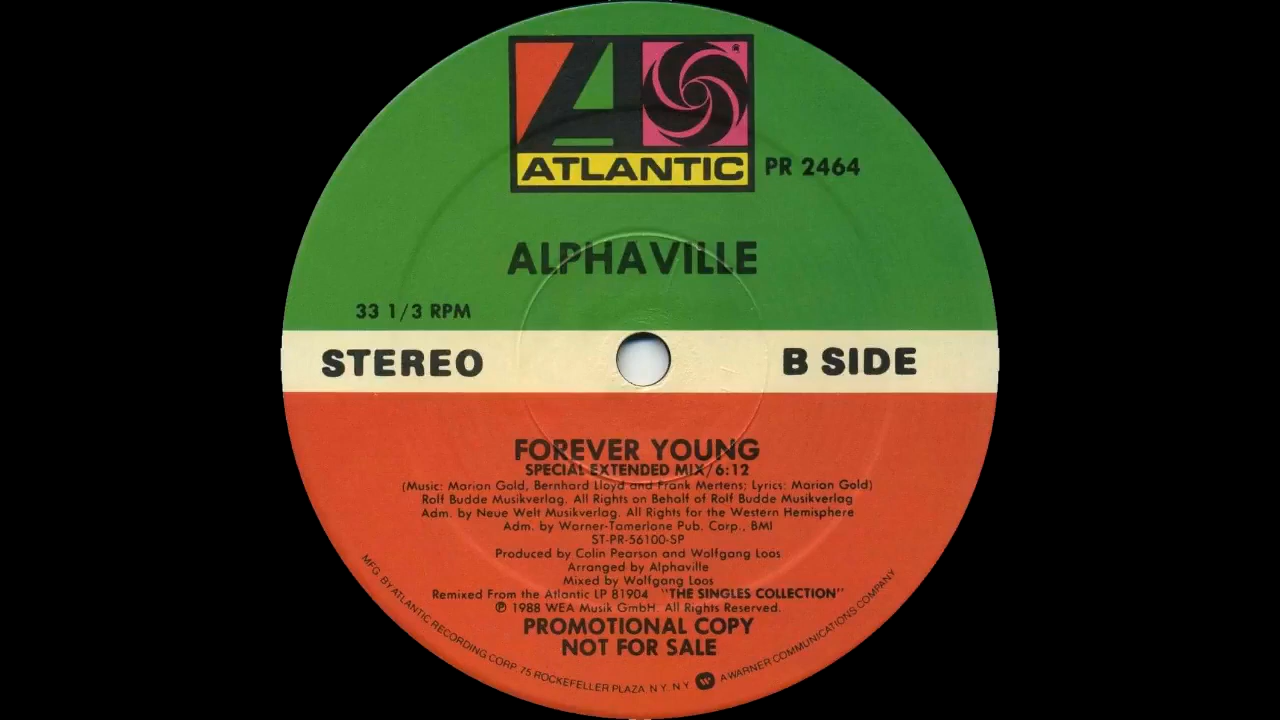 ATLANTIC
®
PR 2464
ALPHAVILLE
33 1/3 RPM
STEREO
B SIDE
FOREVER YOUNG
SPECIAL EXTENDED MIX/6:12
(Music: Marian Gold, Bernhard Lloyd and Frank Mertens; Lyrics: Marian Gold)
Rolf Budde Musikverlag. All Rights on Behalf of Rolf Budde Musikverlag
Adm. by Neue Welt Musikverlag. All Rights for the Western Hemisphere
Adm. by Warner-Tamerlane Pub. Corp., BMI
ST-PR-56100-SP
Produced by Colin Pearson and Wolfgang Loos
Arranged by Alphaville
Mixed by Wolfgang Loos
Remixed From the Atlantic LP 81904 "THE SINGLES COLLECTION"
℗ 1988 WEA Musik GmbH. All Rights Reserved.
PROMOTIONAL COPY
NOT FOR SALE
MFG. BY ATLANTIC RECORDING CORP. 75 ROCKEFELLER PLAZA, N.Y. N.Y. A WARNER COMMUNICATIONS COMPANY